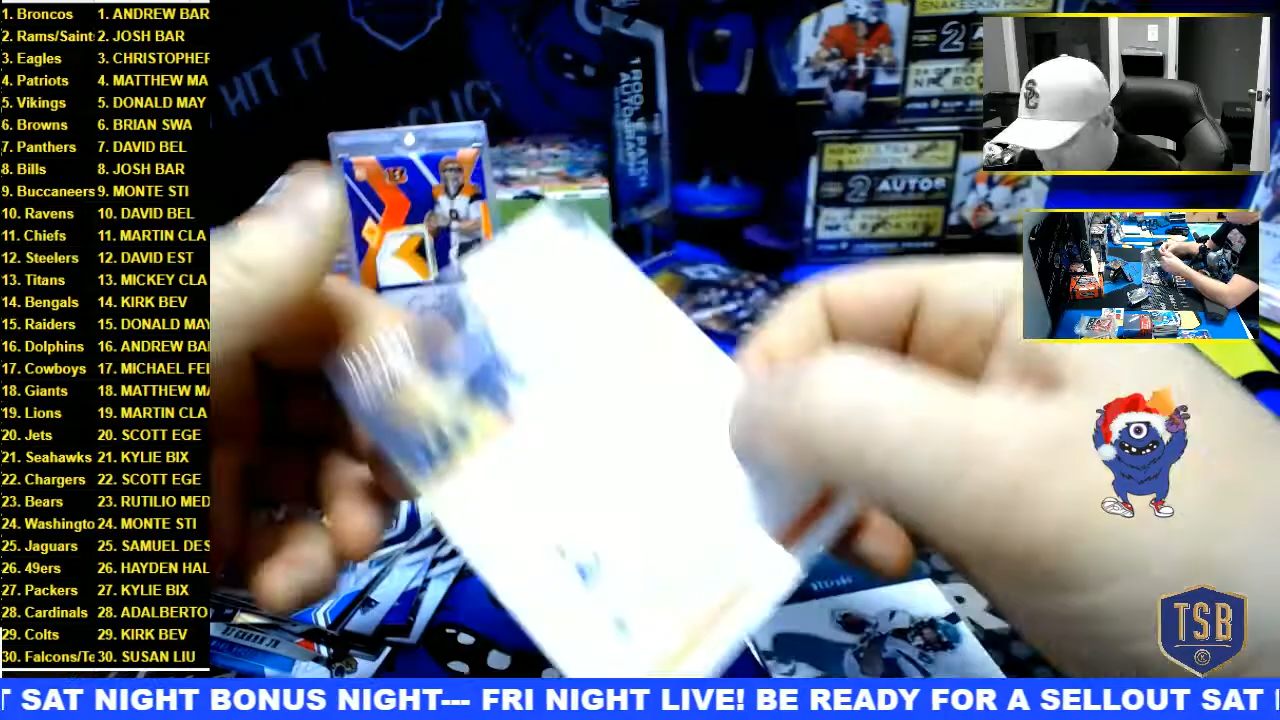 1. Broncos 1. ANDREW BAR
2. Rams/Saint 2. JOSH BAR
3. Eagles 3. CHRISTOPHER
4. Patriots 4. MATTHEW MA
5. Vikings 5. DONALD MAY
6. Browns 6. BRIAN SWA
7. Panthers 7. DAVID BEL
8. Bills 8. JOSH BAR
9. Buccaneers 9. MONTE STI
10. Ravens 10. DAVID BEL
11. Chiefs 11. MARTIN CLA
12. Steelers 12. DAVID EST
13. Titans 13. MICKEY CLA
14. Bengals 14. KIRK BEV
15. Raiders 15. DONALD MAY
16. Dolphins 16. ANDREW BAI
17. Cowboys 17. MICHAEL FEI
18. Giants 18. MATTHEW MA
19. Lions 19. MARTIN CLA
20. Jets 20. SCOTT EGE
21. Seahawks 21. KYLIE BIX
22. Chargers 22. SCOTT EGE
23. Bears 23. RUTILIO MED
24. Washingto 24. MONTE STI
25. Jaguars 25. SAMUEL DES
26. 49ers 26. HAYDEN HAL
27. Packers 27. KYLIE BIX
28. Cardinals 28. ADALBERTO
29. Colts 29. KIRK BEV
30. Falcons/Te 30. SUSAN LIU
HIT IT
SNAKESKIN PRIZM
2
2 AUTOS
TSB
T SAT NIGHT BONUS NIGHT--- FRI NIGHT LIVE! BE READY FOR A SELLOUT SAT